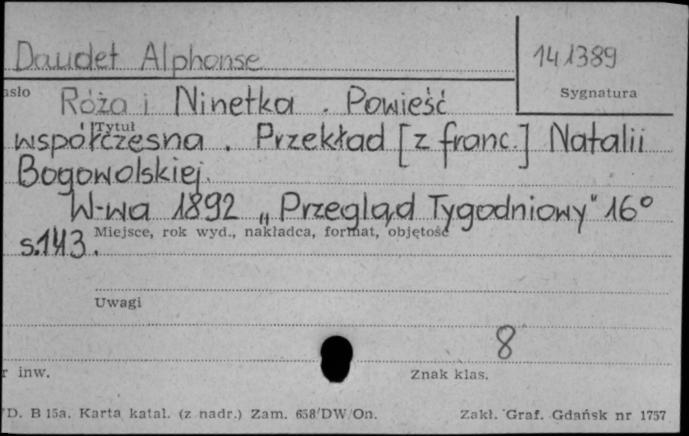 Daudet Alphonse
141389
asło
Sygnatura
Róża i Ninetka. Powieść
Tytuł
współczesna. Przekład [z franc.] Natalii
Bogowolskiej.
W-wa 1892 „Przegląd Tygodniowy" 16°
Miejsce, rok wyd., nakładca, format, objętość
s.143.
Uwagi
8
r inw.
Znak klas.
D. B 15a. Karta katal. (z nadr.) Zam. 658/DW/On.
Zakł. Graf. Gdańsk nr 1757